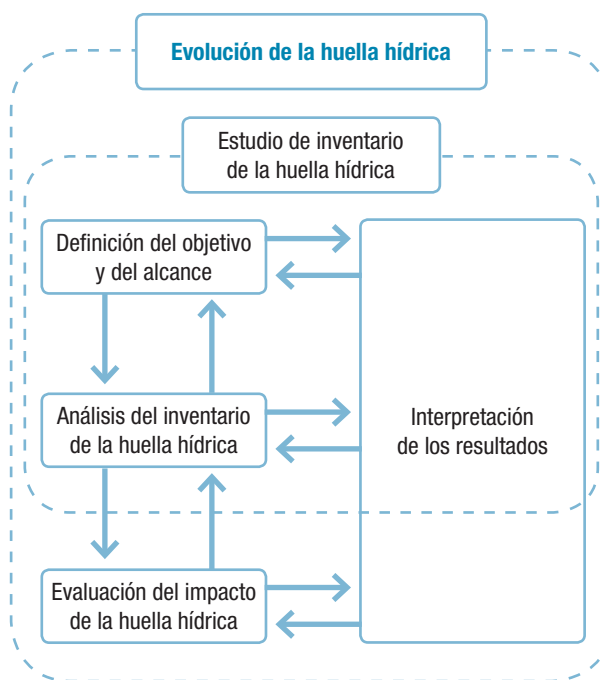 Evolución de la huella hídrica
Estudio de inventario
de la huella hídrica
Definición del objetivo
y del alcance
Análisis del inventario
de la huella hídrica
Interpretación
de los resultados
Evaluación del impacto
de la huella hídrica